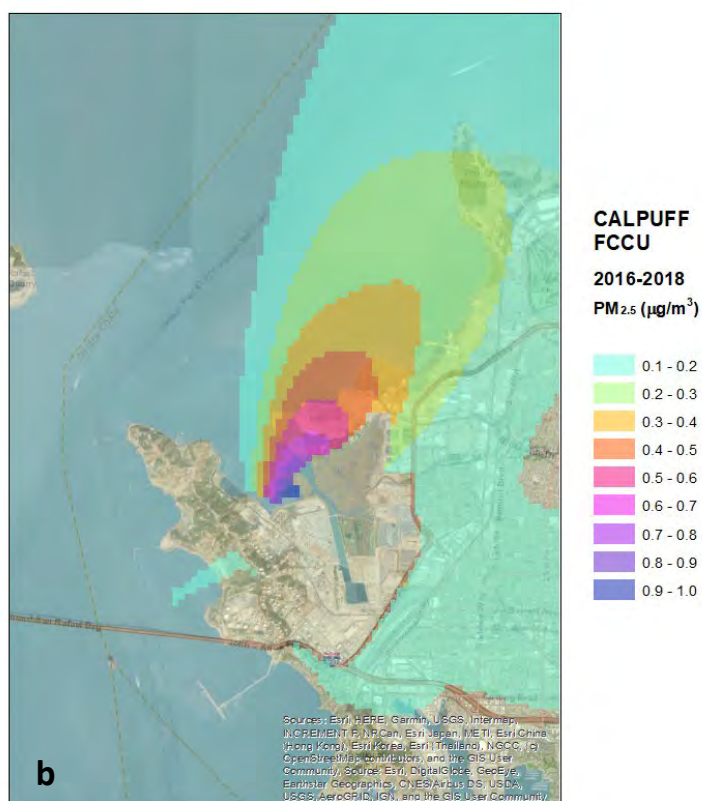 CALPUFF
FCCU
2016-2018
PM2.5 (µg/m³)
0.1 - 0.2
0.2 - 0.3
0.3 - 0.4
0.4 - 0.5
0.5 - 0.6
0.6 - 0.7
0.7 - 0.8
0.8 - 0.9
0.9 - 1.0
Sources: Esri, HERE, Garmin, USGS, Intermap,
INCREMENT P, NRCan, Esri Japan, METI, Esri China
(Hong Kong), Esri Korea, Esri (Thailand), NGCC, (c)
OpenStreetMap contributors, and the GIS User
Community, Source: Esri, DigitalGlobe, GeoEye,
Earthstar Geographics, CNES/Airbus DS, USDA,
USGS, AeroGRID, IGN, and the GIS User Community
b